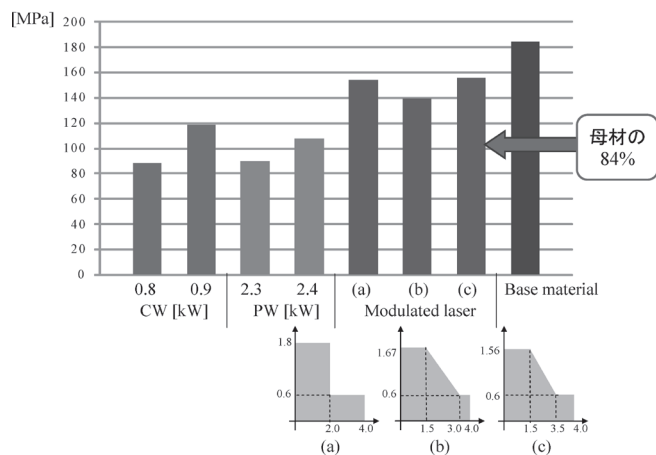 [MPa]
200
180
160
140
120
100
80
60
40
20
0
母材の
84%
0.8 0.9 2.3 2.4 (a) (b) (c) Base material
CW [kW] PW [kW] Modulated laser
1.8
0.6
2.0 4.0
(a)
1.67
0.6
1.5 3.0 4.0
(b)
1.56
0.6
1.5 3.5 4.0
(c)